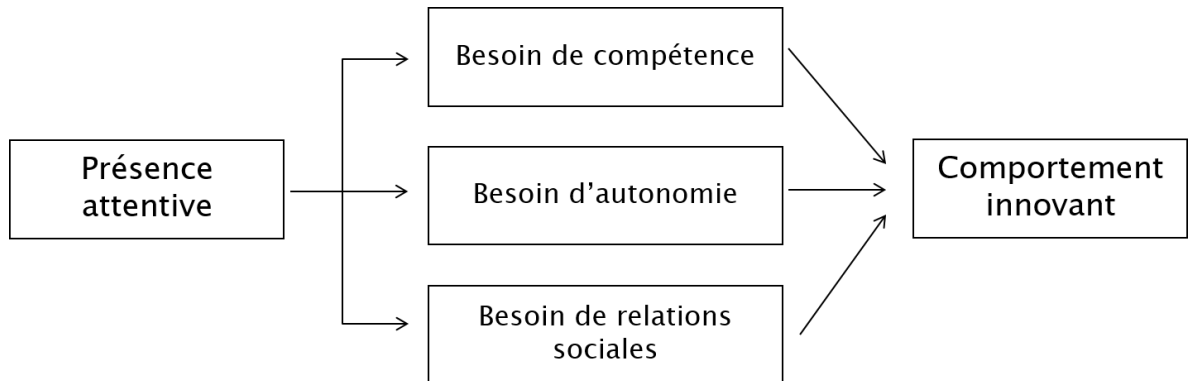 Présence
attentive
Besoin de compétence
Besoin d’autonomie
Besoin de relations
sociales
Comportement
innovant